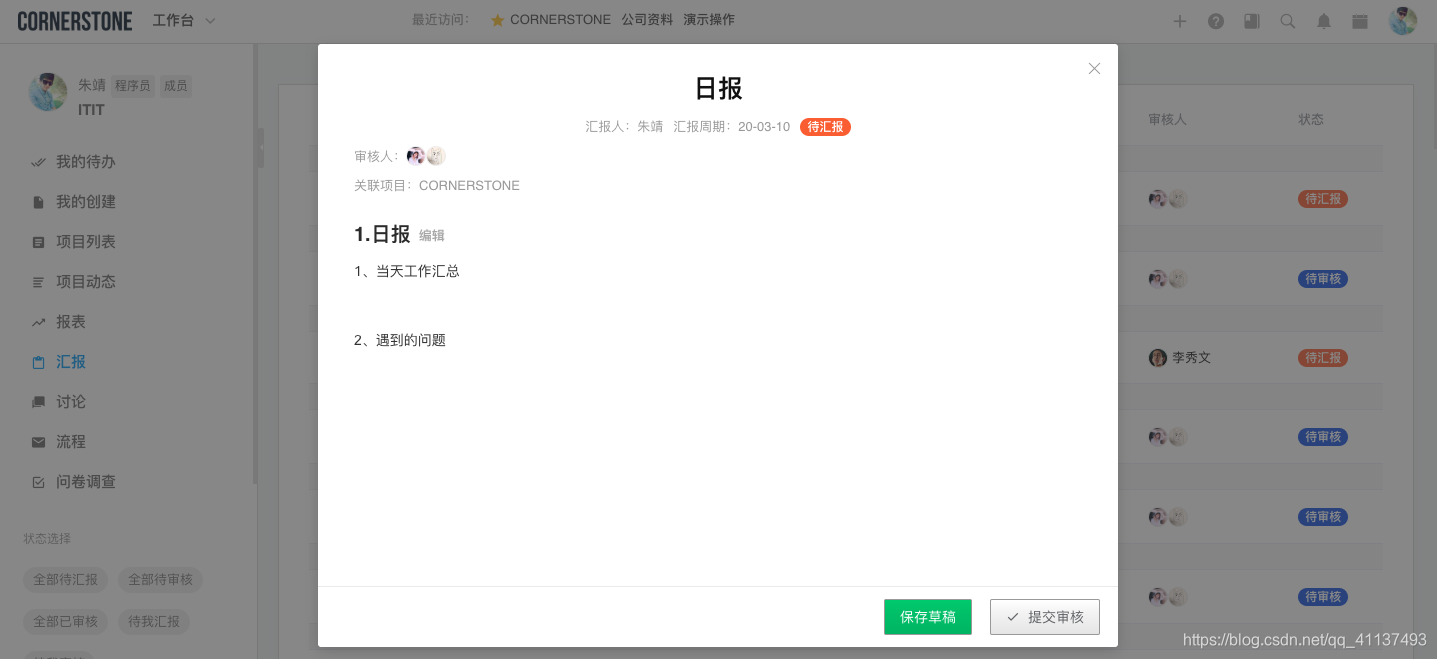 CORNERSTONE 工作台 最近访问: CORNERSTONE 公司资料 演示操作
朱靖 程序员 成员
ITIT
我的待办
我的创建
项目列表
项目动态
报表
汇报
讨论
流程
问卷调查
状态选择
全部待汇报 全部待审核
全部已审核 待我汇报
日报
汇报人: 朱靖 汇报周期: 20-03-10 待汇报
审核人:
关联项目: CORNERSTONE
1.日报 编辑
1、当天工作汇总
2、遇到的问题
保存草稿 提交审核
审核人 状态
待汇报
待审核
李秀文 待汇报
待审核
待审核
待审核
https://blog.csdn.net/qq_41137493